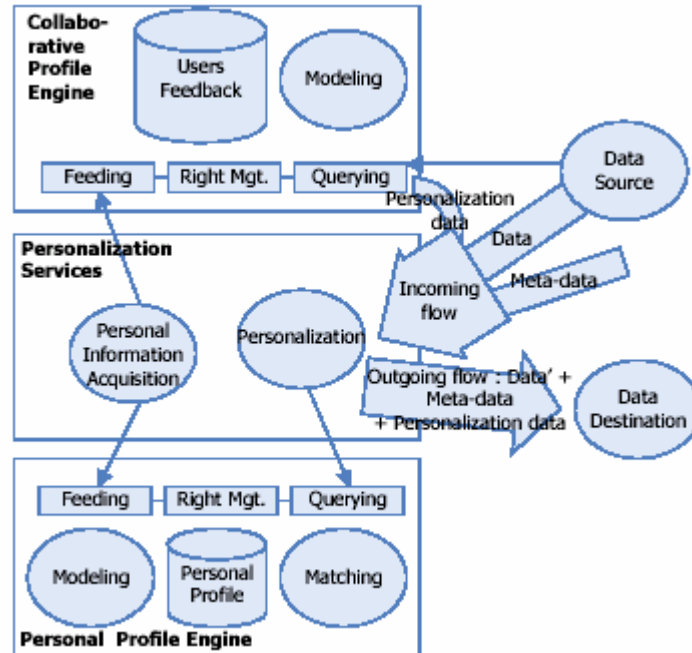 Collabo-
rative
Profile
Engine
Users
Feedback
Modeling
Feeding
Right Mgt.
Querying
Data
Source
Personalization
data
Data
Meta-data
Incoming
flow
Personalization
Services
Personal
Information
Acquisition
Personalization
Outgoing flow : Data’ +
Meta-data
+ Personalization data
Data
Destination
Feeding
Right Mgt.
Querying
Modeling
Personal
Profile
Matching
Personal Profile Engine